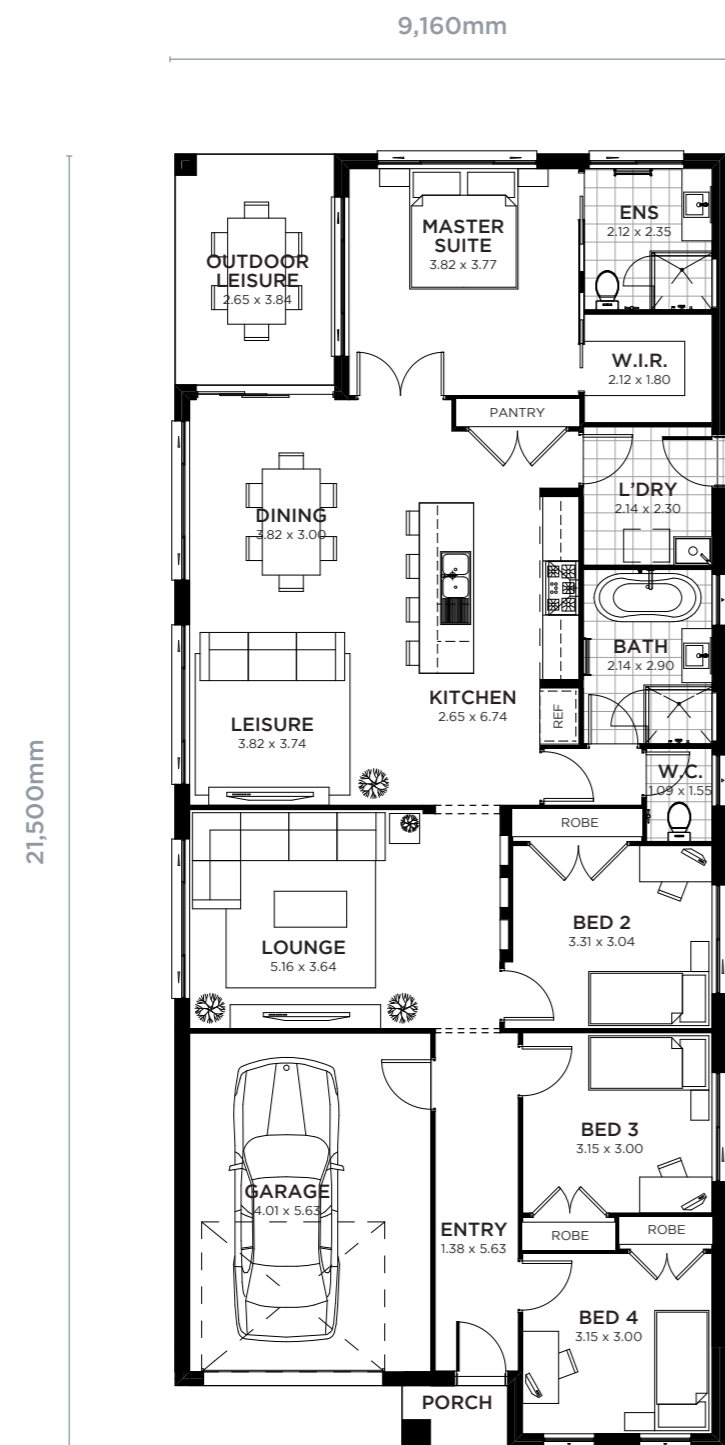 9,160mm
21,500mm
OUTDOOR
LEISURE
2.65 x 3.84
MASTER
SUITE
3.82 x 3.77
ENS
2.12 x 2.35
W.I.R.
2.12 x 1.80
PANTRY
DINING
3.82 x 3.00
L'DRY
2.14 x 2.30
BATH
2.14 x 2.90
KITCHEN
2.65 x 6.74
REF
LEISURE
3.82 x 3.74
W.C.
1.09 x 1.55
ROBE
LOUNGE
5.16 x 3.64
BED 2
3.31 x 3.04
BED 3
3.15 x 3.00
GARAGE
4.01 x 5.63
ENTRY
1.38 x 5.63
ROBE
ROBE
BED 4
3.15 x 3.00
PORCH